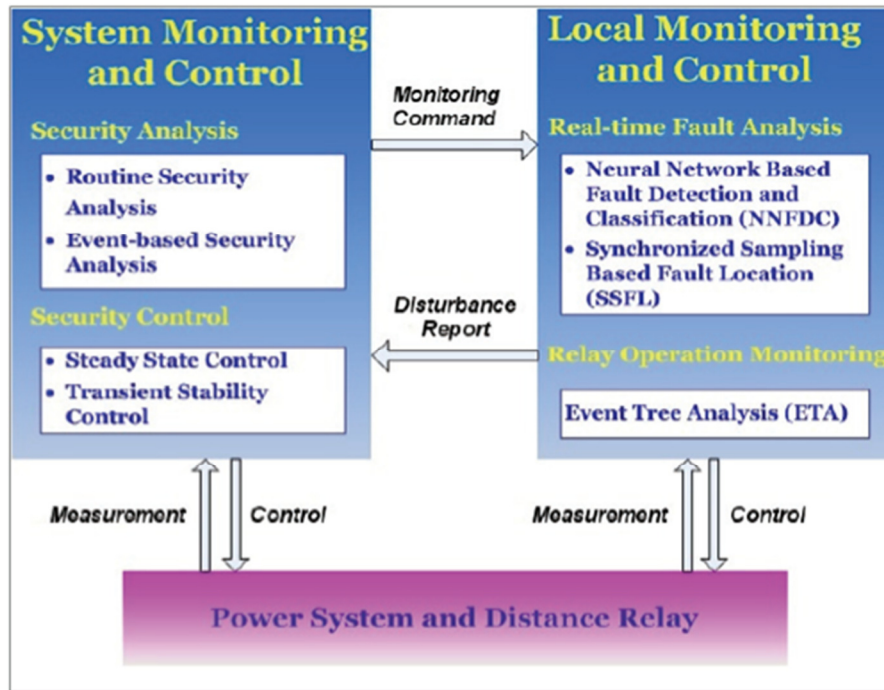 System Monitoring
and Control
Security Analysis
• Routine Security
Analysis
• Event-based Security
Analysis
Security Control
• Steady State Control
• Transient Stability
Control
Monitoring
Command
Disturbance
Report
Local Monitoring
and Control
Real-time Fault Analysis
• Neural Network Based
Fault Detection and
Classification (NNFDC)
• Synchronized Sampling
Based Fault Location
(SSFL)
Relay Operation Monitoring
Event Tree Analysis (ETA)
Measurement
Control
Measurement
Control
Power System and Distance Relay